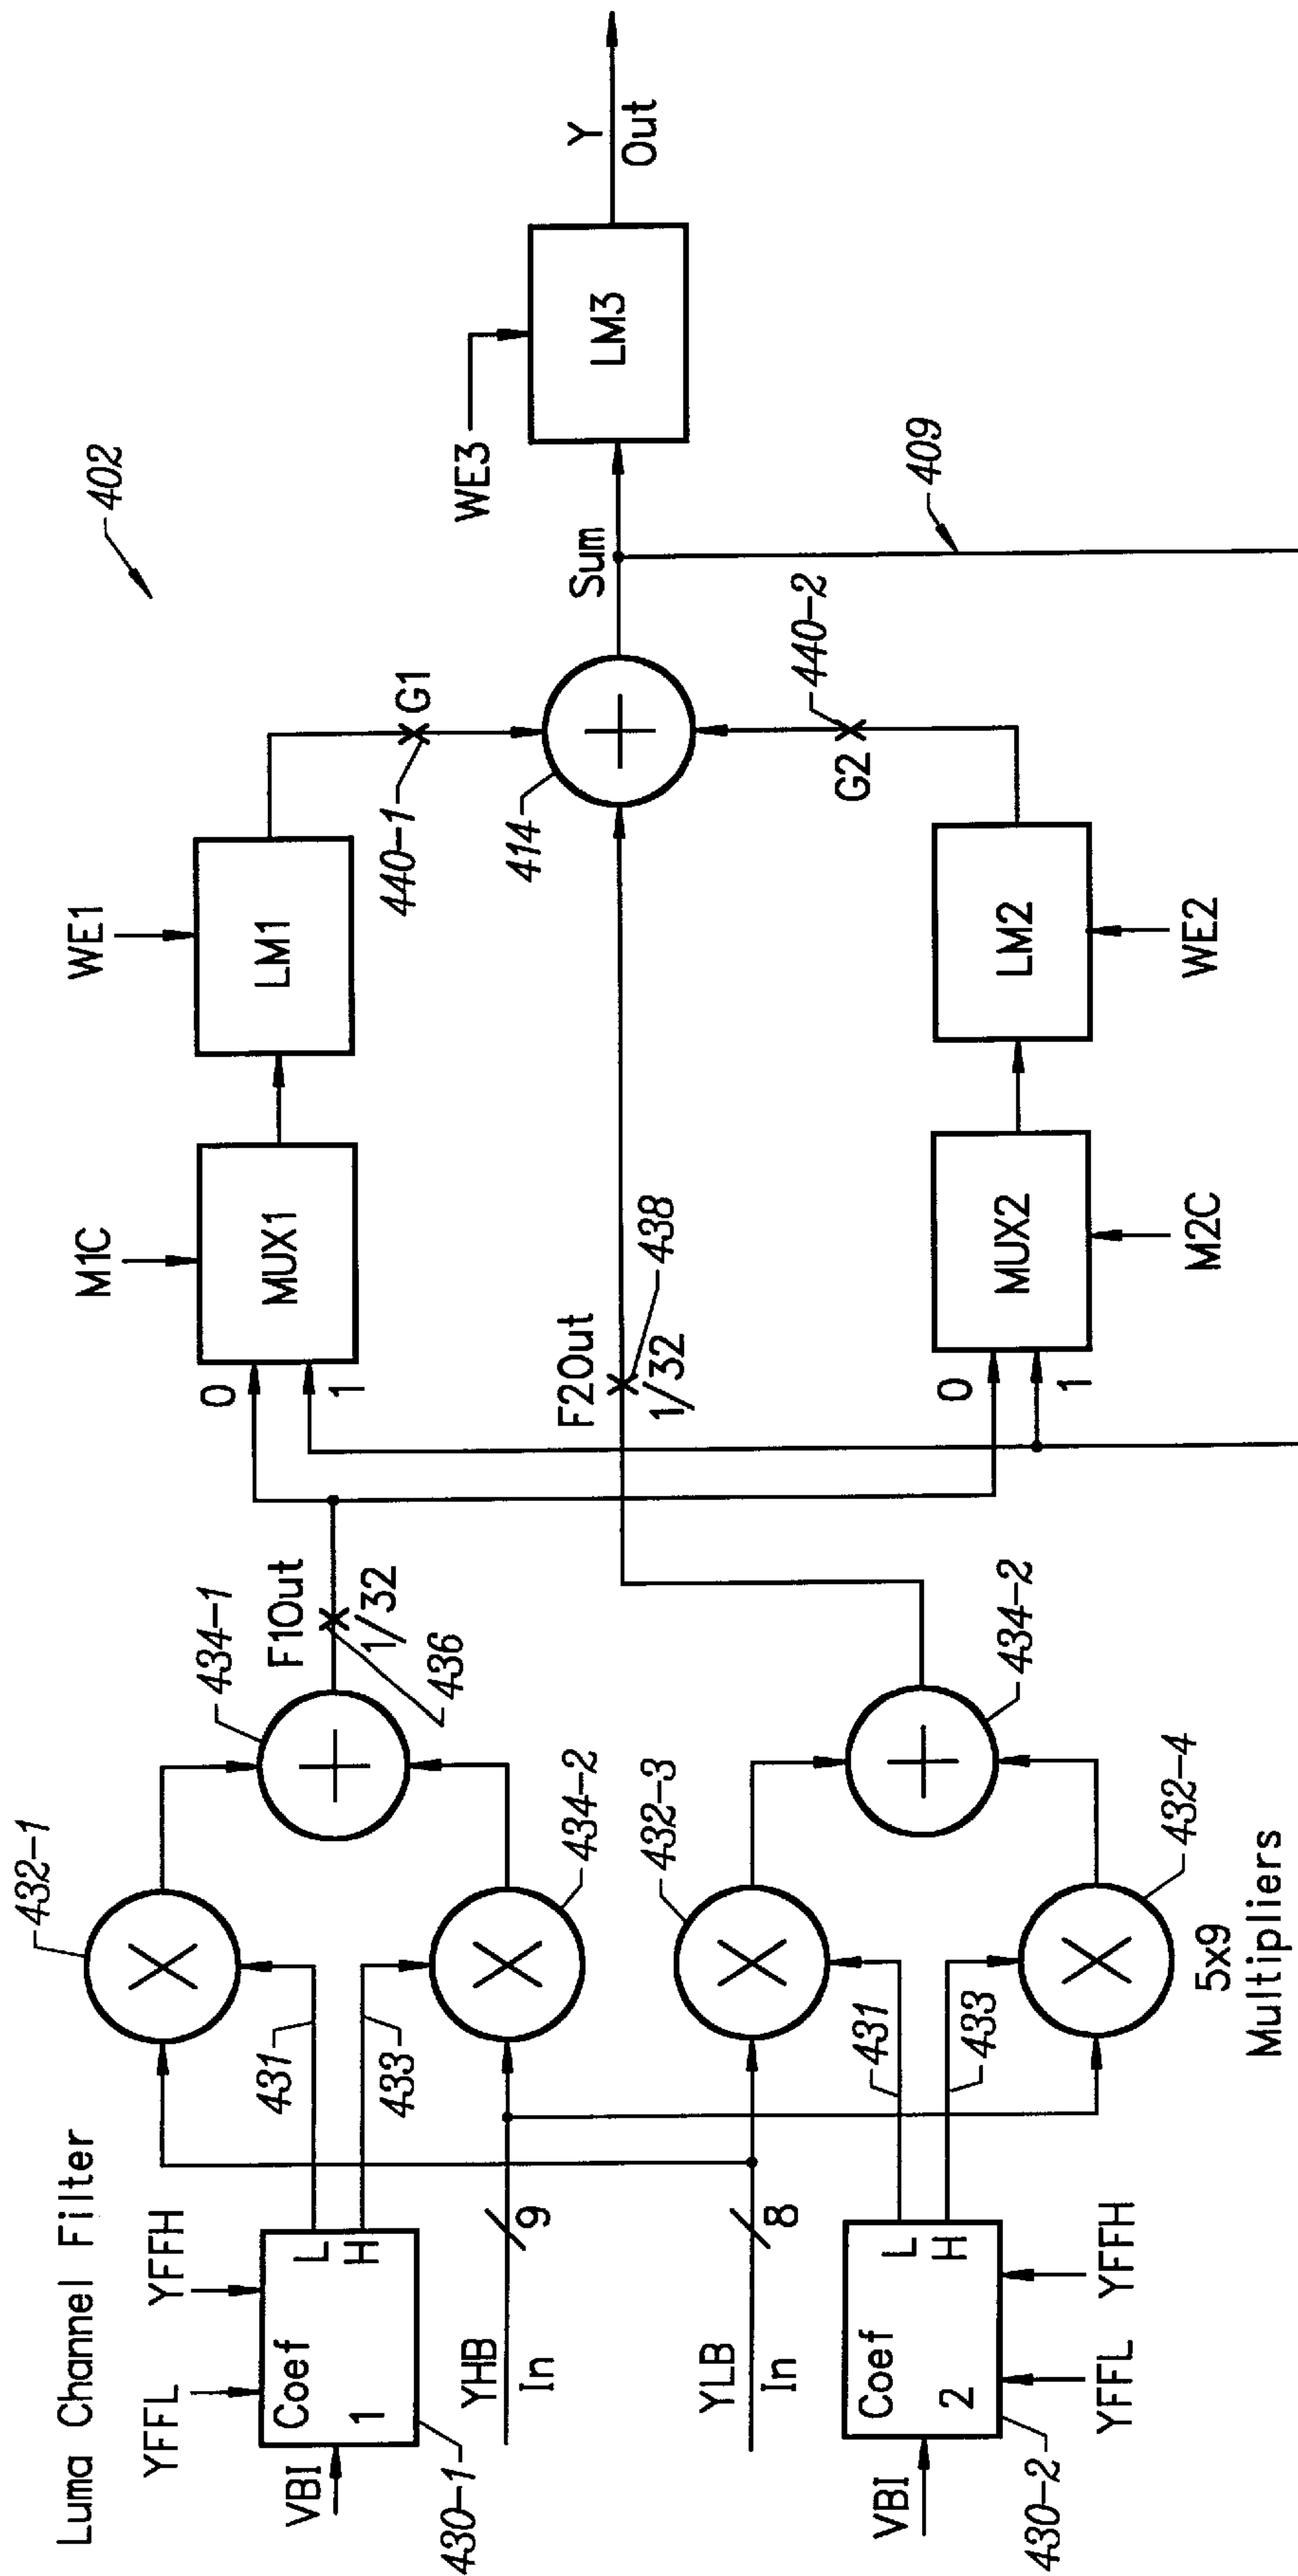 Luma Channel Filter
402
YFFL
YFFH
VBI
Coef
1
L
H
430-1
431
433
432-1
434-2
434-1
F1Out
1/32
436
M1C
0
1
MUX1
WE1
LM1
440-1
G1
YHB
In
9
YLB
In
8
432-3
F2Out
1/32
438
414
Sum
WE3
LM3
Y
Out
VBI
Coef
2
L
H
430-2
YFFL
YFFH
431
433
432-4
434-2
5x9
Multipliers
0
1
MUX2
M2C
LM2
WE2
G2
440-2
409